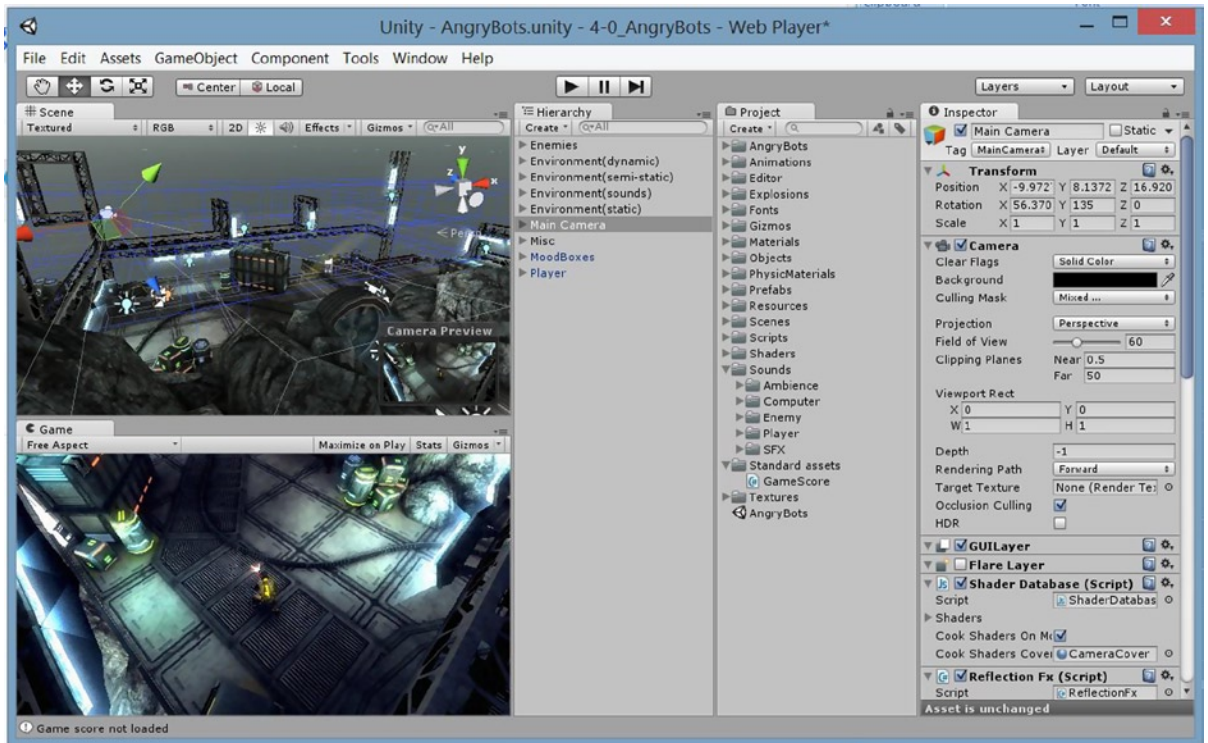 Unity - AngryBots.unity - 4-0_AngryBots - Web Player*
File Edit Assets GameObject Component Tools Window Help
Center Local
Layers Layout
Scene
Textured RGB 2D Effects Gizmos All
y
z x
Persp
Camera Preview
Game
Free Aspect Maximize on Play Stats Gizmos
Hierarchy
Create All
Enemies
Environment(dynamic)
Environment(semi-static)
Environment(sounds)
Environment(static)
Main Camera
Misc
MoodBoxes
Player
Project
Create
AngryBots
Animations
Editor
Explosions
Fonts
Gizmos
Materials
Objects
PhysicMaterials
Prefabs
Resources
Scenes
Scripts
Shaders
Sounds
Ambience
Computer
Enemy
Player
SFX
Standard assets
GameScore
Textures
AngryBots
Inspector
Main Camera Static
Tag MainCamera Layer Default
Transform
Position X -9.972 Y 8.1372 Z 16.920
Rotation X 56.370 Y 135 Z 0
Scale X 1 Y 1 Z 1
Camera
Clear Flags Solid Color
Background
Culling Mask Mixed ...
Projection Perspective
Field of View 60
Clipping Planes Near 0.5
Far 50
Viewport Rect
X 0 Y 0
W 1 H 1
Depth -1
Rendering Path Forward
Target Texture None (Render Te
Occlusion Culling
HDR
GUILayer
Flare Layer
Shader Database (Script)
Script ShaderDatabas
Shaders
Cook Shaders On Mo
Cook Shaders Cover CameraCover
Reflection Fx (Script)
Script ReflectionFx
Asset is unchanged
Game score not loaded